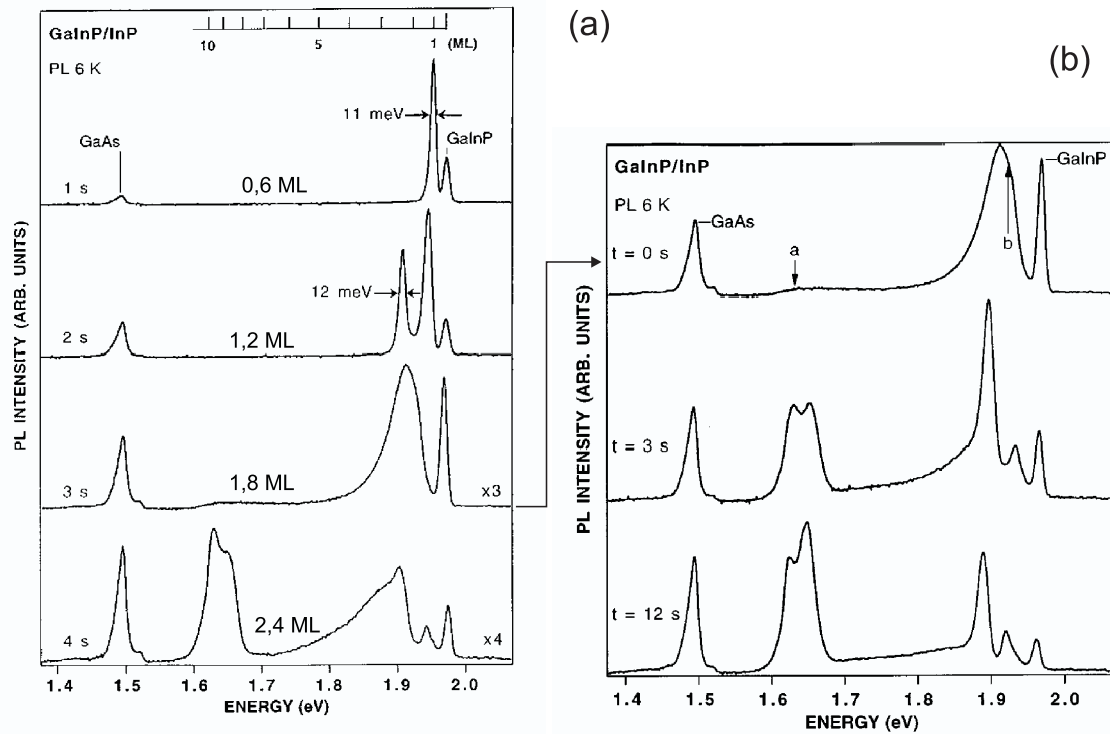 (a)
GaInP/InP
10 5 1 (ML)
PL 6 K
11 meV
GaAs
GaInP
1 s
0,6 ML
12 meV
2 s
1,2 ML
3 s
1,8 ML
x3
4 s
2,4 ML
x4
1.4 1.5 1.6 1.7 1.8 1.9 2.0
ENERGY (eV)
PL INTENSITY (ARB. UNITS)
(b)
GaInP/InP
GaInP
PL 6 K
GaAs
t = 0 s
a
b
t = 3 s
t = 12 s
1.4 1.5 1.6 1.7 1.8 1.9 2.0
ENERGY (eV)
PL INTENSITY (ARB. UNITS)